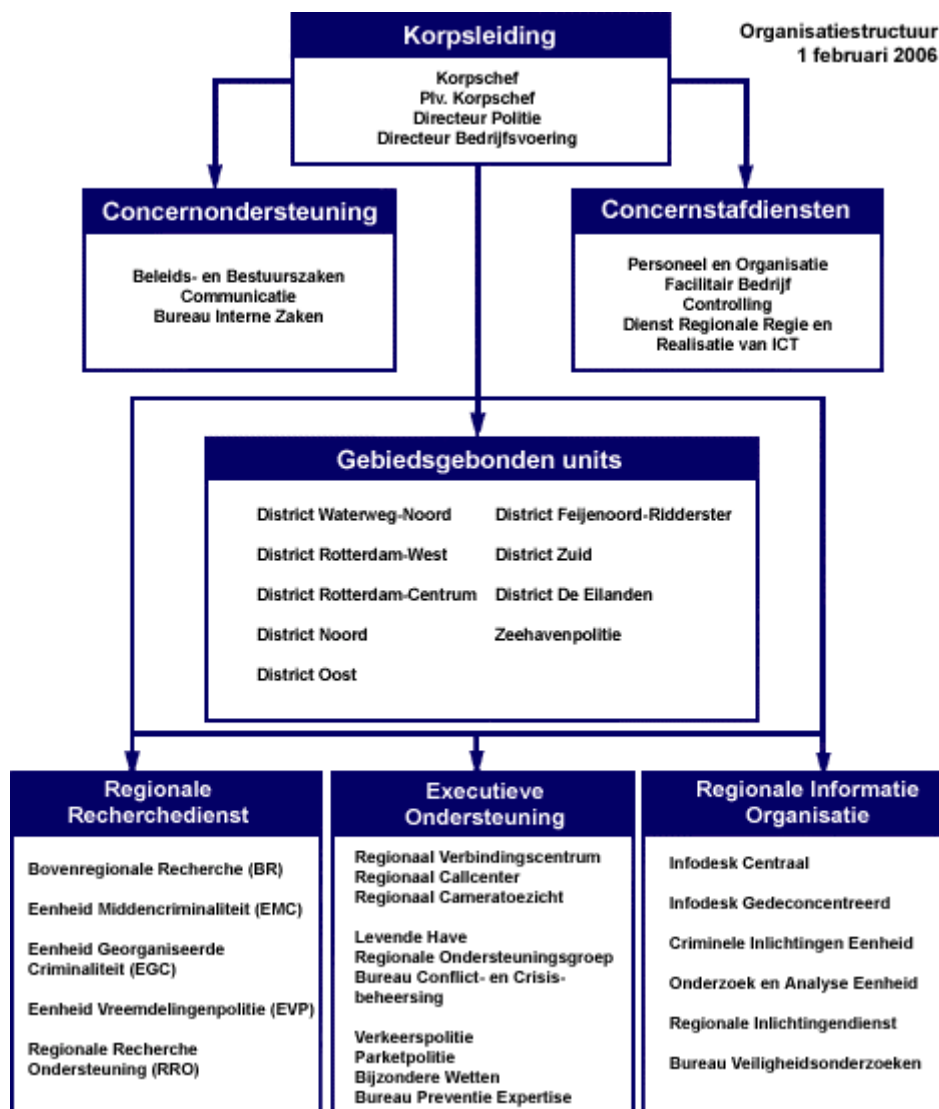 Organisatiestructuur
1 februari 2006
Korpsleiding
Korpschef
Plv. Korpschef
Directeur Politie
Directeur Bedrijfsvoering
Concernondersteuning
Beleids- en Bestuurszaken
Communicatie
Bureau Interne Zaken
Concernstafdiensten
Personeel en Organisatie
Facilitair Bedrijf
Controlling
Dienst Regionale Regie en
Realisatie van ICT
Gebiedsgebonden units
District Waterweg-Noord
District Rotterdam-West
District Rotterdam-Centrum
District Noord
District Oost
District Feijenoord-Ridderster
District Zuid
District De Eilanden
Zeehavenpolitie
Regionale
Recherchedienst
Bovenregionale Recherche (BR)
Eenheid Middencriminaliteit (EMC)
Eenheid Georganiseerde
Criminaliteit (EGC)
Eenheid Vreemdelingenpolitie (EVP)
Regionale Recherche
Ondersteuning (RRO)
Executieve
Ondersteuning
Regionaal Verbindingscentrum
Regionaal Callcenter
Regionaal Cameratoezicht
Levende Have
Regionale Ondersteuningsgroep
Bureau Conflict- en Crisis-
beheersing
Verkeerspolitie
Parketpolitie
Bijzondere Wetten
Bureau Preventie Expertise
Regionale Informatie
Organisatie
Infodesk Centraal
Infodesk Gedeconcentreerd
Criminele Inlichtingen Eenheid
Onderzoek en Analyse Eenheid
Regionale Inlichtingendienst
Bureau Veiligheidsonderzoeken